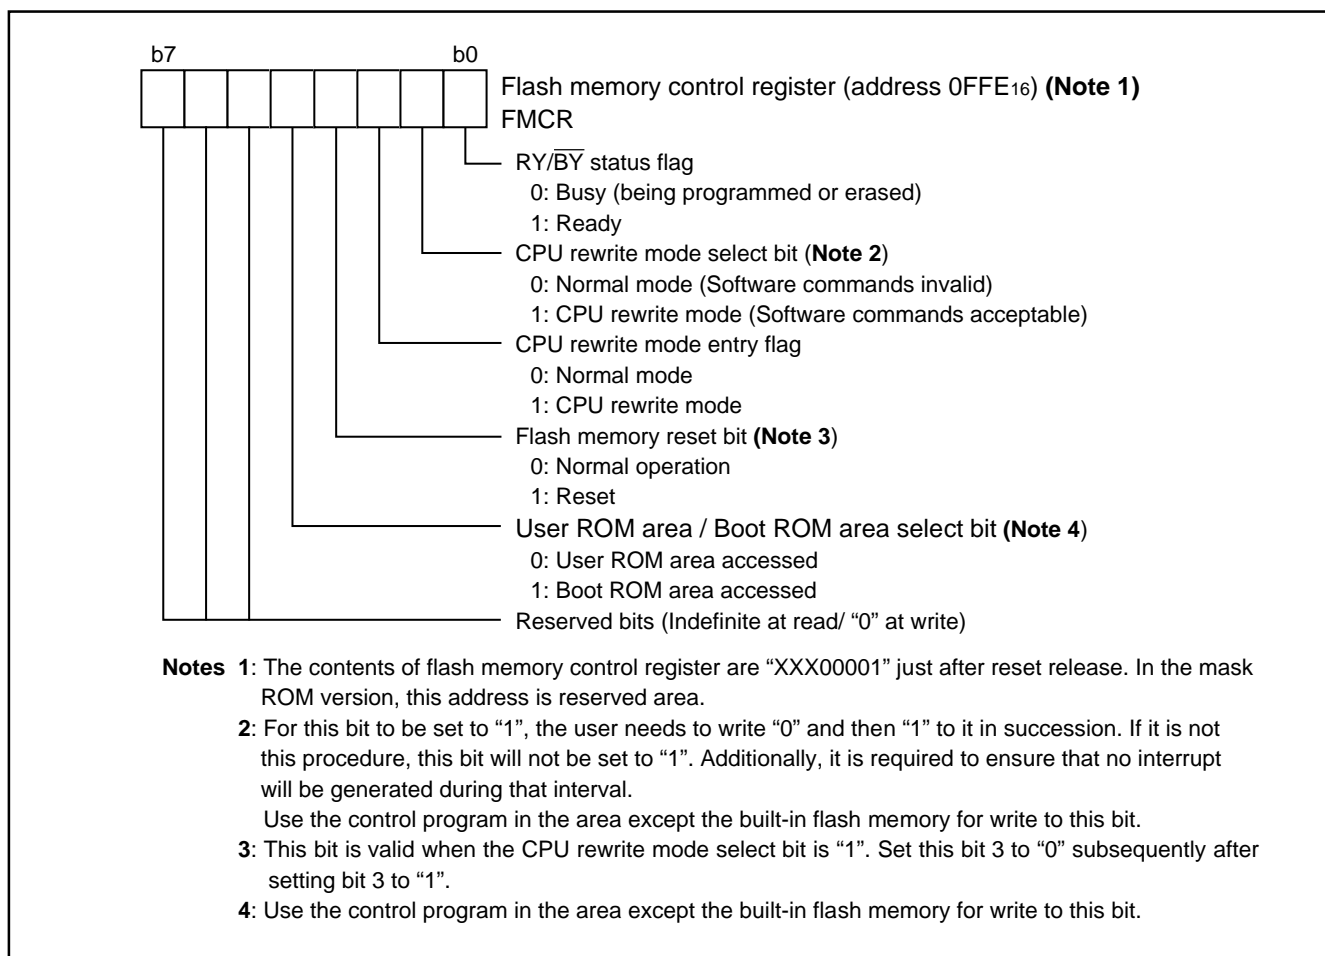 b7 b0
Flash memory control register (address 0FFE16) (Note 1)
FMCR
RY/B̅Y̅ status flag
0: Busy (being programmed or erased)
1: Ready
CPU rewrite mode select bit (Note 2)
0: Normal mode (Software commands invalid)
1: CPU rewrite mode (Software commands acceptable)
CPU rewrite mode entry flag
0: Normal mode
1: CPU rewrite mode
Flash memory reset bit (Note 3)
0: Normal operation
1: Reset
User ROM area / Boot ROM area select bit (Note 4)
0: User ROM area accessed
1: Boot ROM area accessed
Reserved bits (Indefinite at read/ “0” at write)
Notes 1: The contents of flash memory control register are “XXX00001” just after reset release. In the mask
ROM version, this address is reserved area.
2: For this bit to be set to “1”, the user needs to write “0” and then “1” to it in succession. If it is not
this procedure, this bit will not be set to “1”. Additionally, it is required to ensure that no interrupt
will be generated during that interval.
Use the control program in the area except the built-in flash memory for write to this bit.
3: This bit is valid when the CPU rewrite mode select bit is “1”. Set this bit 3 to “0” subsequently after
setting bit 3 to “1”.
4: Use the control program in the area except the built-in flash memory for write to this bit.